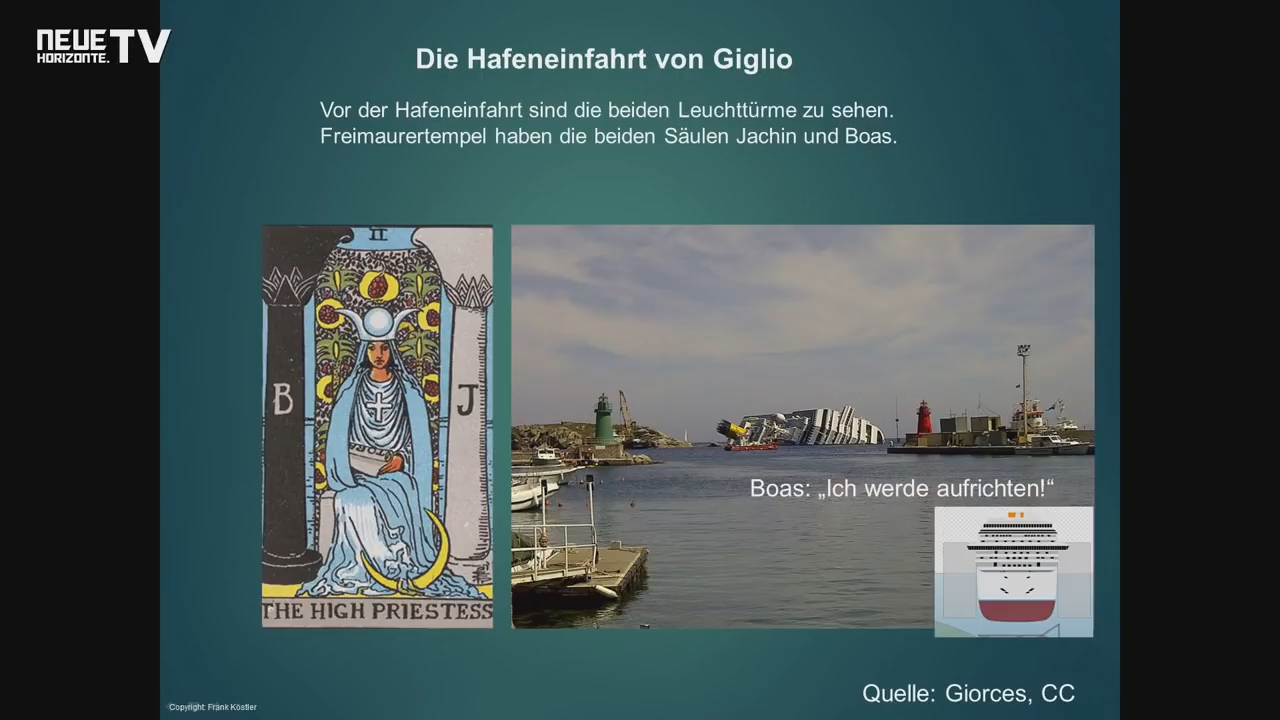 NEUE HORIZONTE. TV
Die Hafeneinfahrt von Giglio
Vor der Hafeneinfahrt sind die beiden Leuchttürme zu sehen.
Freimaurertempel haben die beiden Säulen Jachin und Boas.
II
B J
THE HIGH PRIESTESS
Boas: „Ich werde aufrichten!“
Quelle: Giorces, CC
Copyright: Frank Köstler